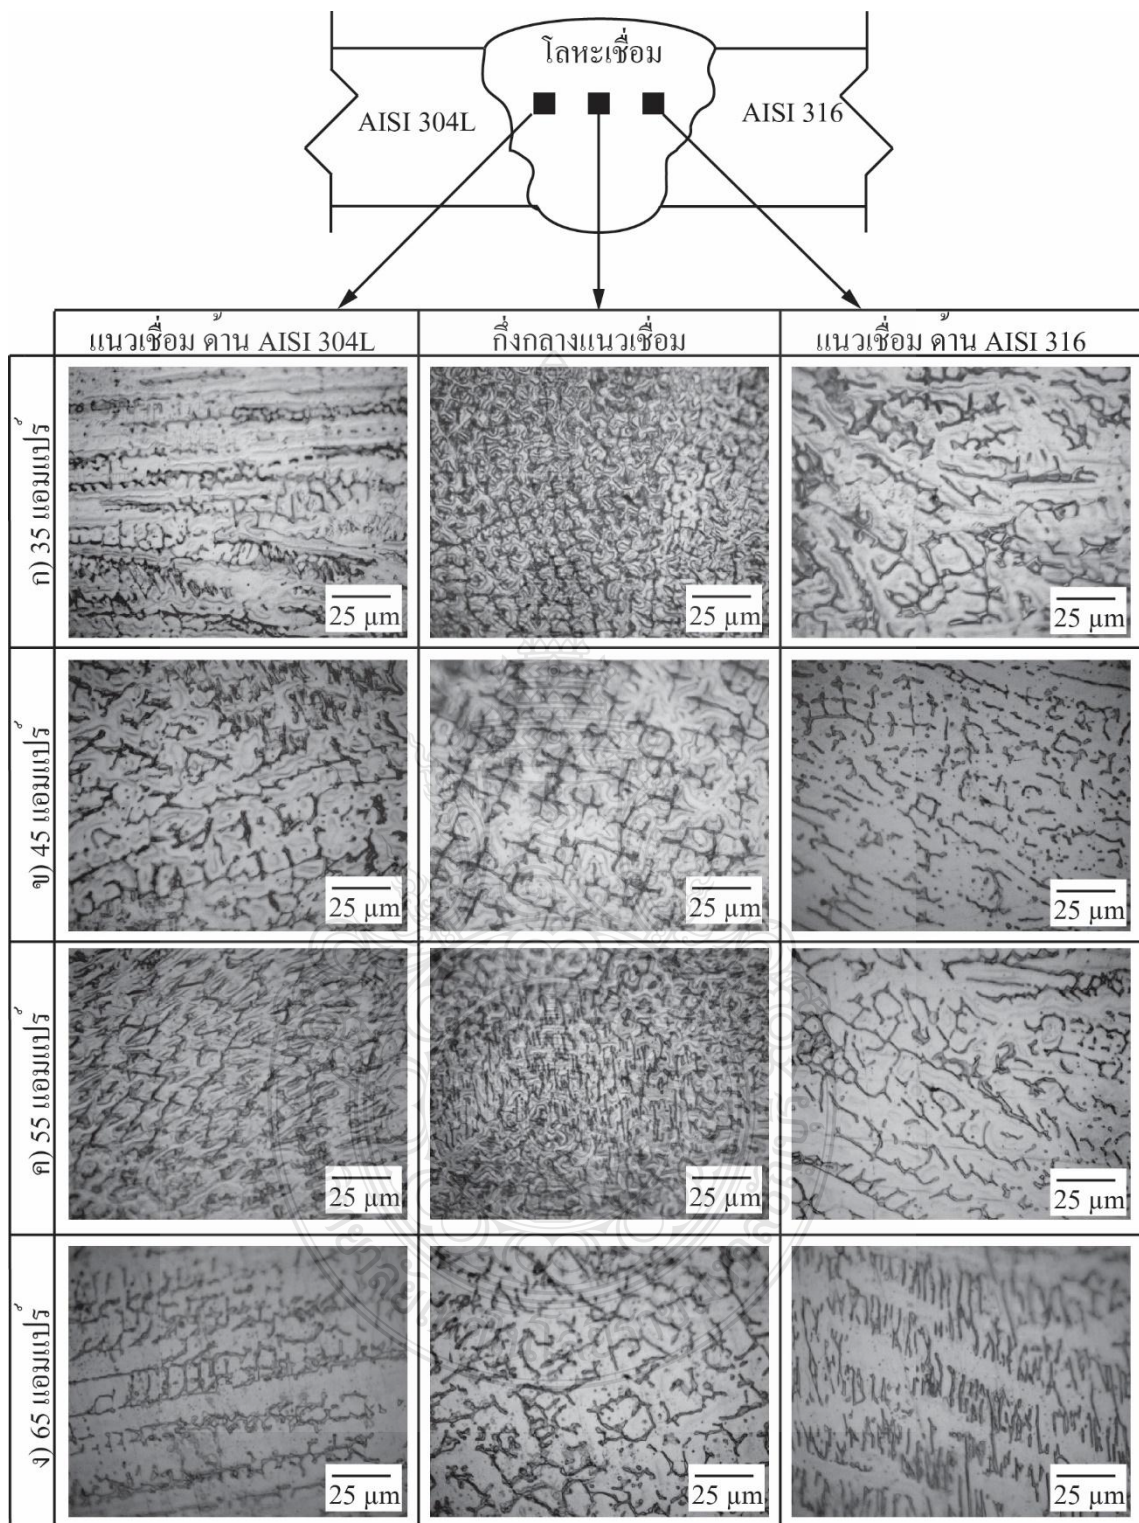 โลหะเชื่อม
AISI 304L
AISI 316
แนวเชื่อม ด้าน AISI 304L
กึ่งกลางแนวเชื่อม
แนวเชื่อม ด้าน AISI 316
ก) 35 แอมแปร์
25 µm
25 µm
25 µm
ข) 45 แอมแปร์
25 µm
25 µm
25 µm
ค) 55 แอมแปร์
25 µm
25 µm
25 µm
ง) 65 แอมแปร์
25 µm
25 µm
25 µm